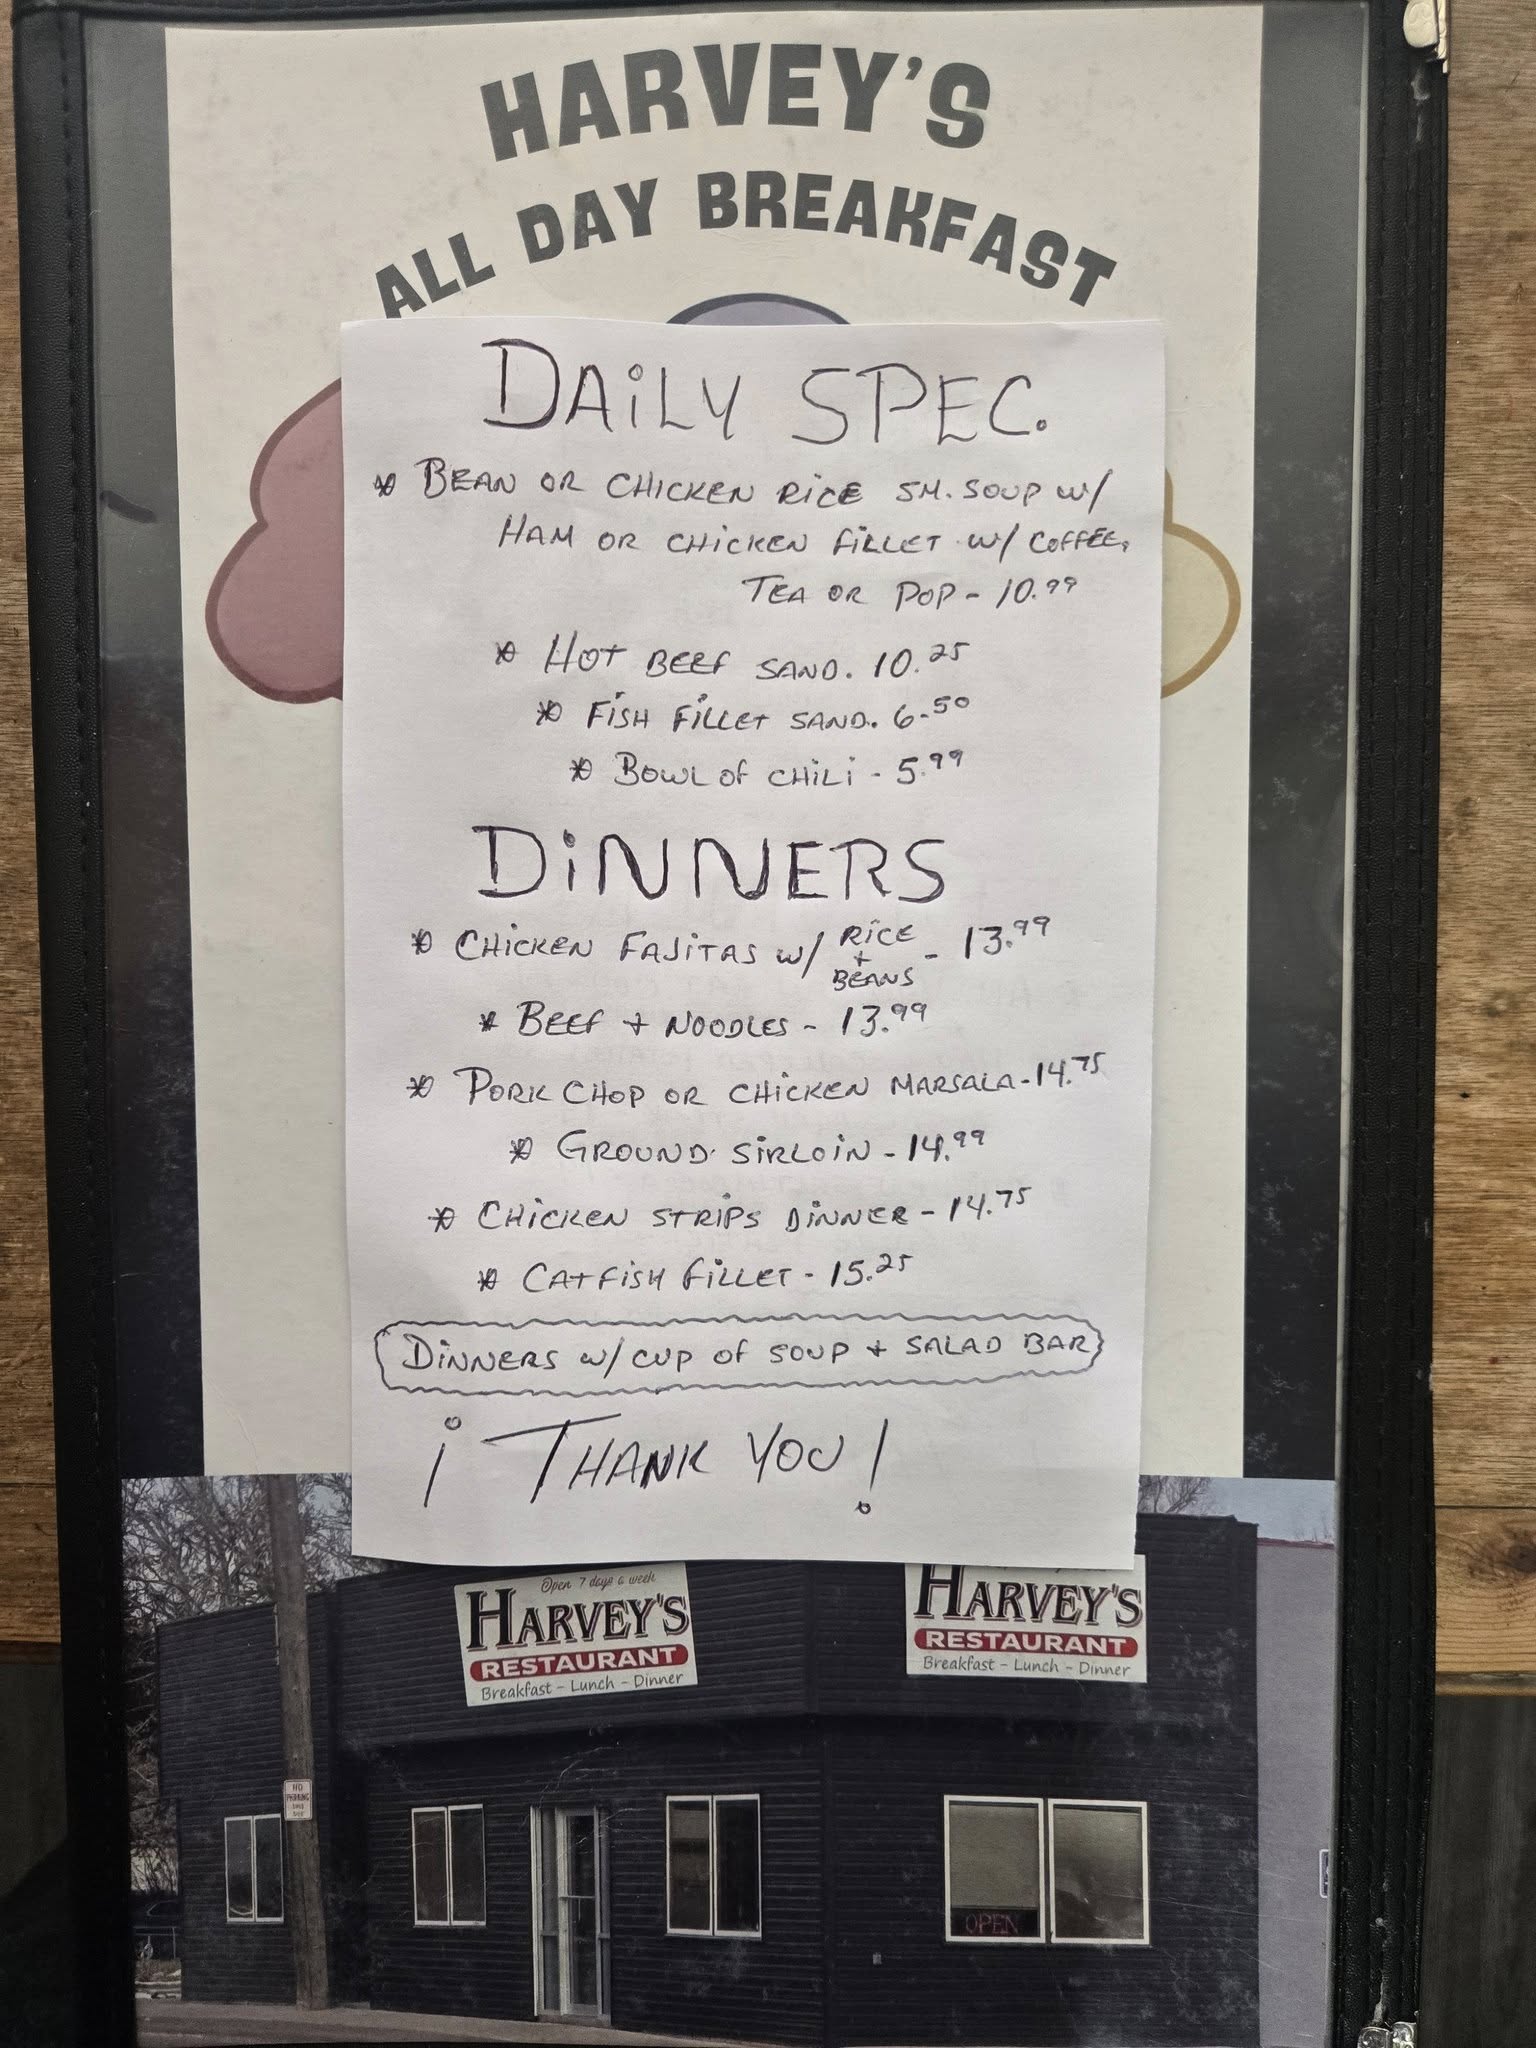 HARVEY'S
ALL DAY BREAKFAST
DAiLY SPEC.
* BEAN OR CHICKEN RICE SM. SOUP W/
HAM OR CHICKEN FILLET W/ COFFEE,
TEA OR POP - 10.99
* HOT BEEF SAND. 10.25
* FISH FILLET SAND. 6.50
* BOWL OF CHILI - 5.99
DiNNERS
* CHICKEN FAJITAS W/ RICE + BEANS - 13.99
* BEEF + NOODLES - 13.99
* PORK CHOP OR CHICKEN MARSALA - 14.75
* GROUND SIRLOIN - 14.99
* CHICKEN STRIPS DINNER - 14.75
* CATFISH FILLET - 15.25
DINNERS W/ CUP OF SOUP + SALAD BAR
¡ THANK YOU !
Open 7 days a week
HARVEY'S
RESTAURANT
Breakfast - Lunch - Dinner
HARVEY'S
RESTAURANT
Breakfast - Lunch - Dinner
NO
PARKING
OPEN